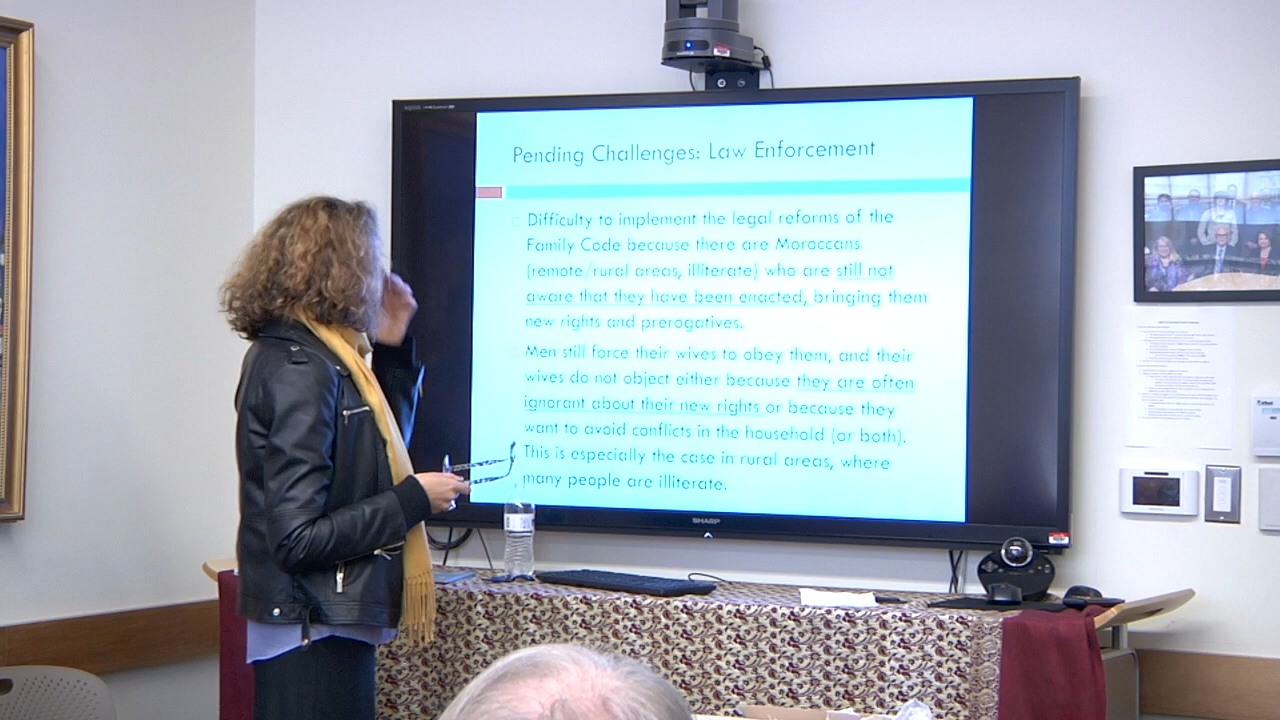 Pending Challenges: Law Enforcement
Difficulty to implement the legal reforms of the
Family Code because there are Moroccans
(remote/rural areas, illiterate) who are still not
aware that they have been enacted, bringing them
new rights and prerogatives.
Men still force their wives to obey them, and the
wives do not object either because they are often
about their new or because they
want to avoid conflicts in the household (or both).
This is especially the case in rural areas, where
many people are illiterate.
SHARP